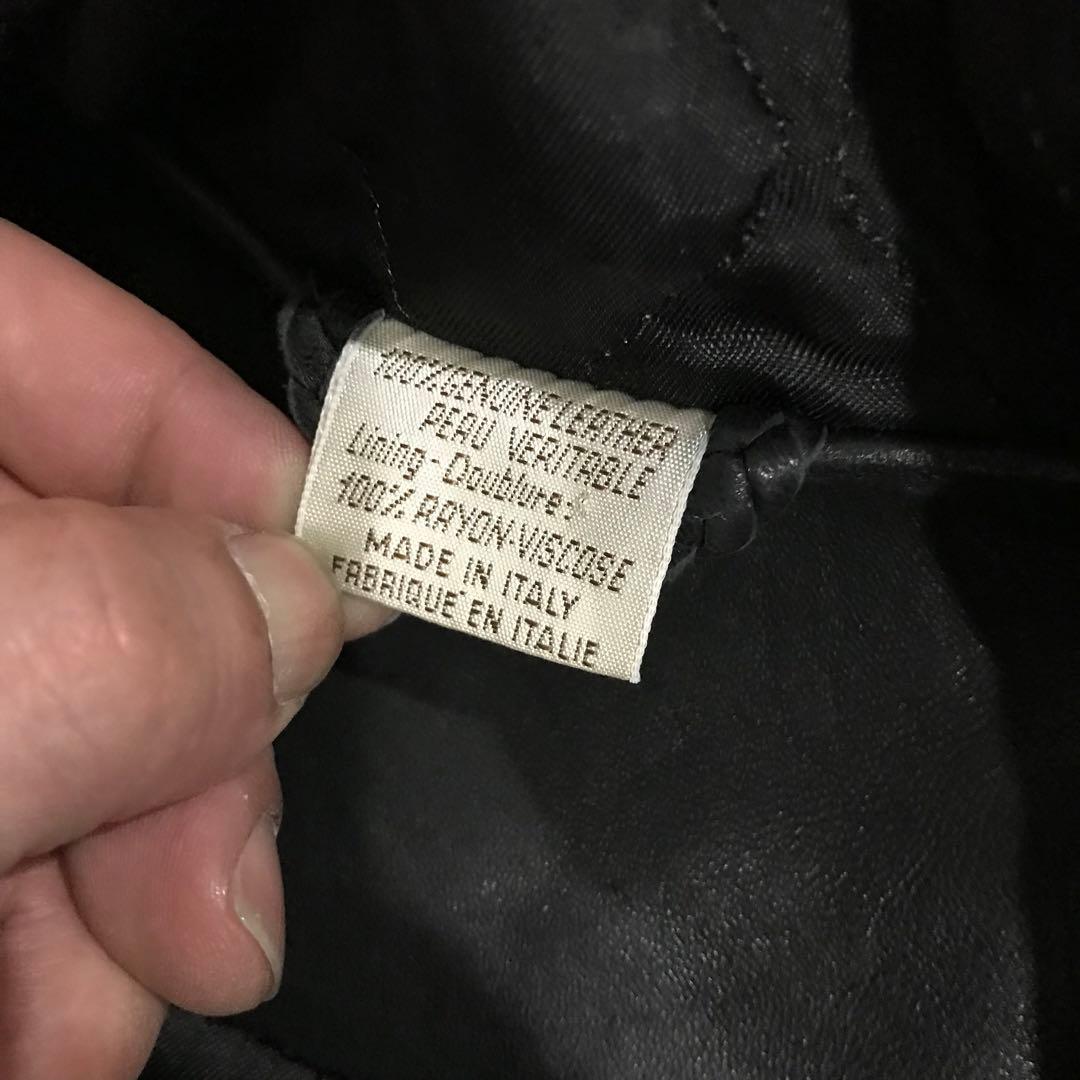 100% GENUINE LEATHER
PEAU VERITABLE
Lining - Doublure:
100% RAYON-VISCOSE
MADE IN ITALY
FABRIQUE' EN ITALIE